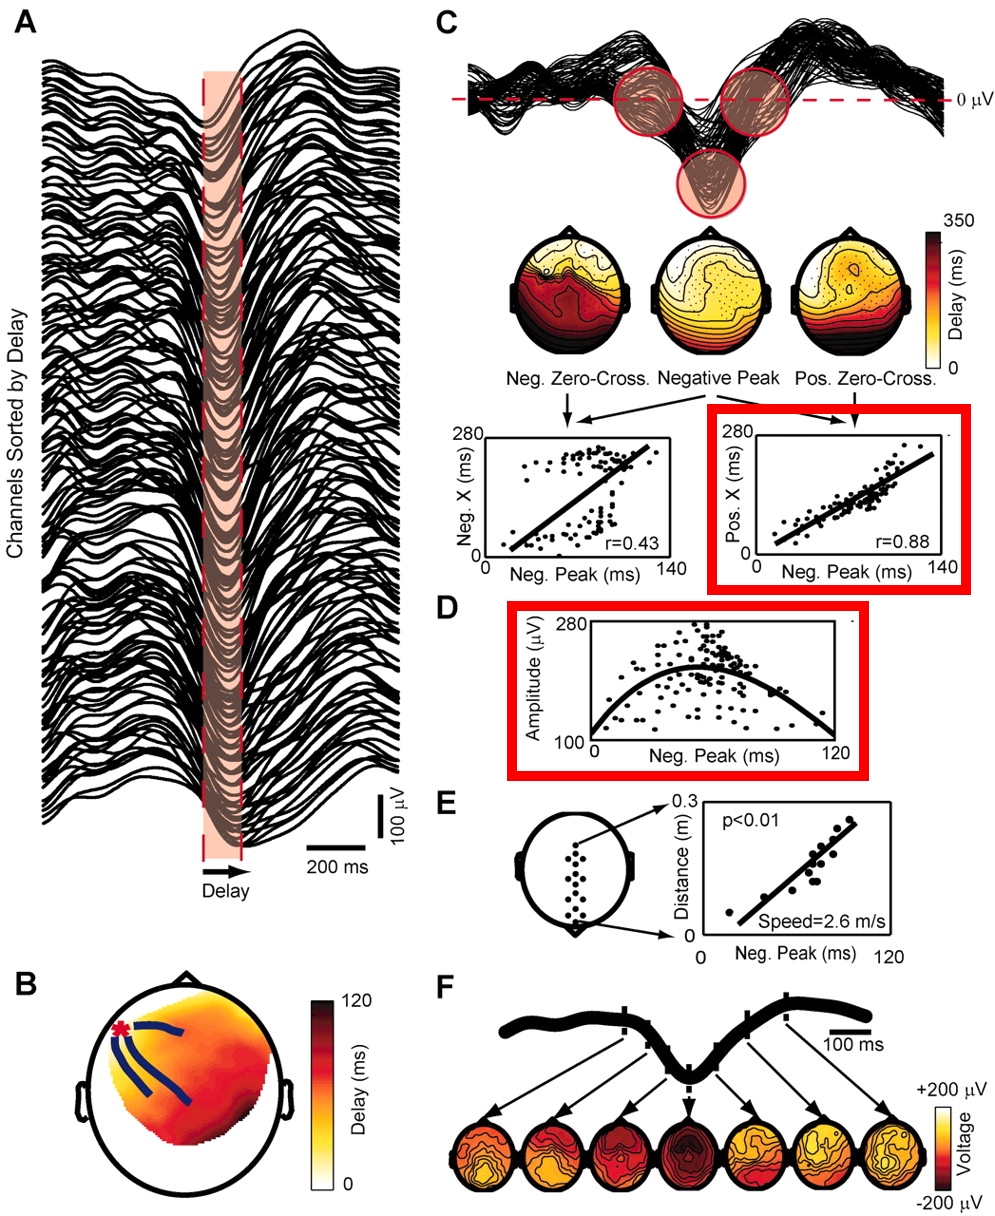 A
Channels Sorted by Delay
100 µV
200 ms
Delay
B
120
Delay (ms)
0
C
0 µV
350
Delay (ms)
0
Neg. Zero-Cross. Negative Peak Pos. Zero-Cross.
280
Neg. X (ms)
0
r=0.43
0 140
Neg. Peak (ms)
280
Pos. X (ms)
0
r=0.88
0 140
Neg. Peak (ms)
D
280
Amplitude (µV)
100
0 120
Neg. Peak (ms)
E
0.3
Distance (m)
p<0.01
Speed=2.6 m/s
0
0 120
Neg. Peak (ms)
F
100 ms
+200 µV
Voltage
-200 µV